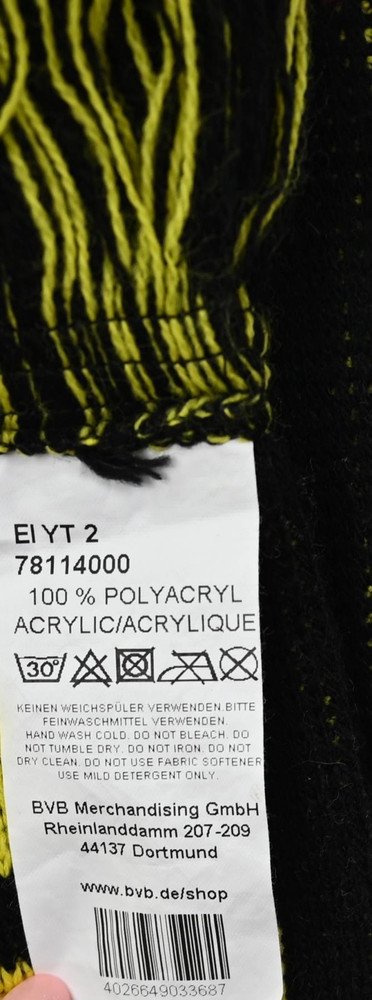 EIYT 2
78114000
100 % POLYACRYL
ACRYLIC/ACRYLIQUE
30°
KEINEN WEICHSPÜLER VERWENDEN.BITTE
FEINWASCHMITTEL VERWENDEN.
HAND WASH COLD. DO NOT BLEACH. DO
NOT TUMBLE DRY. DO NOT IRON. DO NOT
DRY CLEAN. DO NOT USE FABRIC SOFTENER
USE MILD DETERGENT ONLY.
BVB Merchandising GmbH
Rheinlanddamm 207-209
44137 Dortmund
www.bvb.de/shop
4026649033687